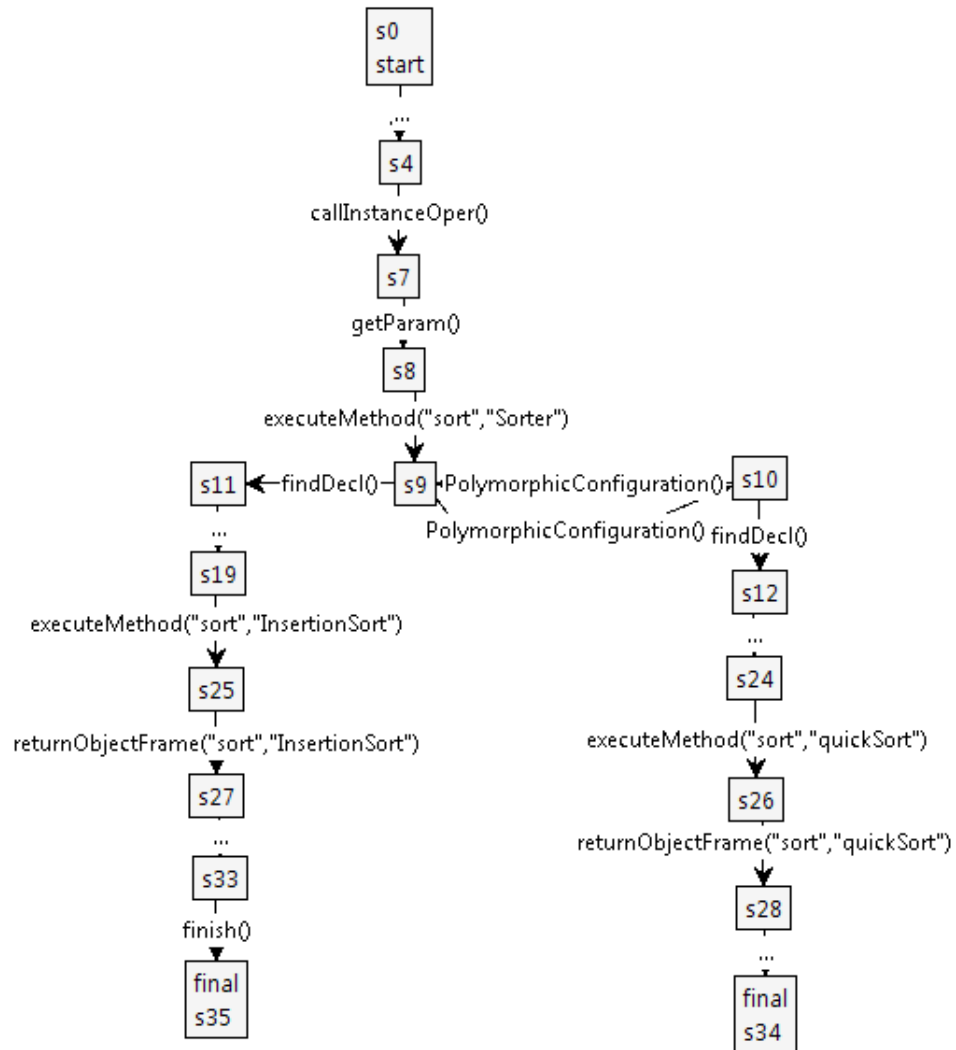 s0
start
,...
s4
callInstanceOper()
s7
getParam()
s8
executeMethod("sort","Sorter")
s11
findDecl()
s9
PolymorphicConfiguration()
s10
PolymorphicConfiguration()
findDecl()
...
s19
s12
executeMethod("sort","InsertionSort")
...
s24
s25
returnObjectFrame("sort","InsertionSort")
executeMethod("sort","quickSort")
s27
s26
...
returnObjectFrame("sort","quickSort")
s33
s28
finish()
...
final
s35
final
s34